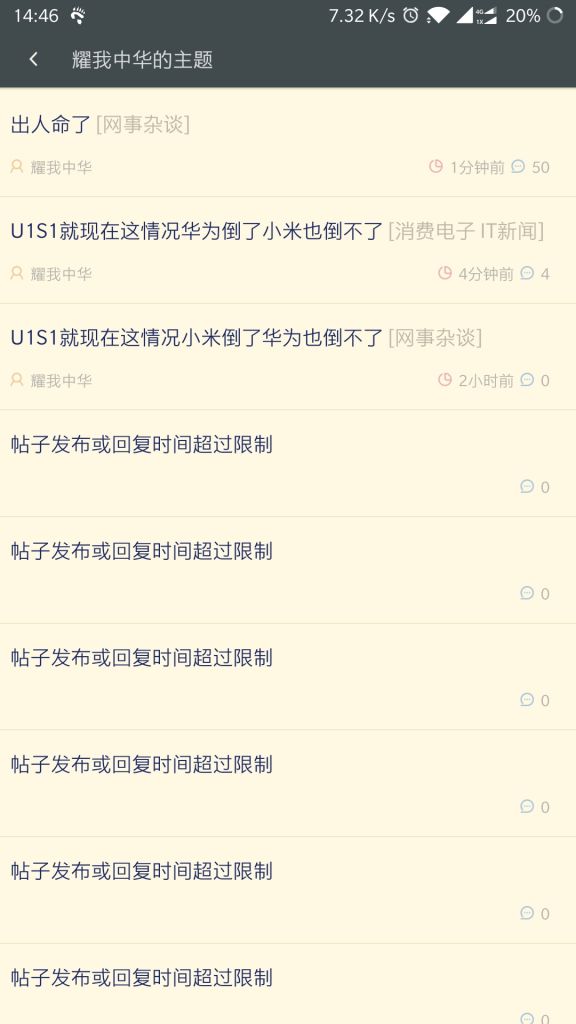 14:46 7.32 K/s 4G 1X 20%
耀我中华的主题
出人命了 [网事杂谈]
耀我中华 1分钟前 50
U1S1就现在这情况华为倒了小米也倒不了 [消费电子 IT新闻]
耀我中华 4分钟前 4
U1S1就现在这情况小米倒了华为也倒不了 [网事杂谈]
耀我中华 2小时前 0
帖子发布或回复时间超过限制
0
帖子发布或回复时间超过限制
0
帖子发布或回复时间超过限制
0
帖子发布或回复时间超过限制
0
帖子发布或回复时间超过限制
0
帖子发布或回复时间超过限制
0